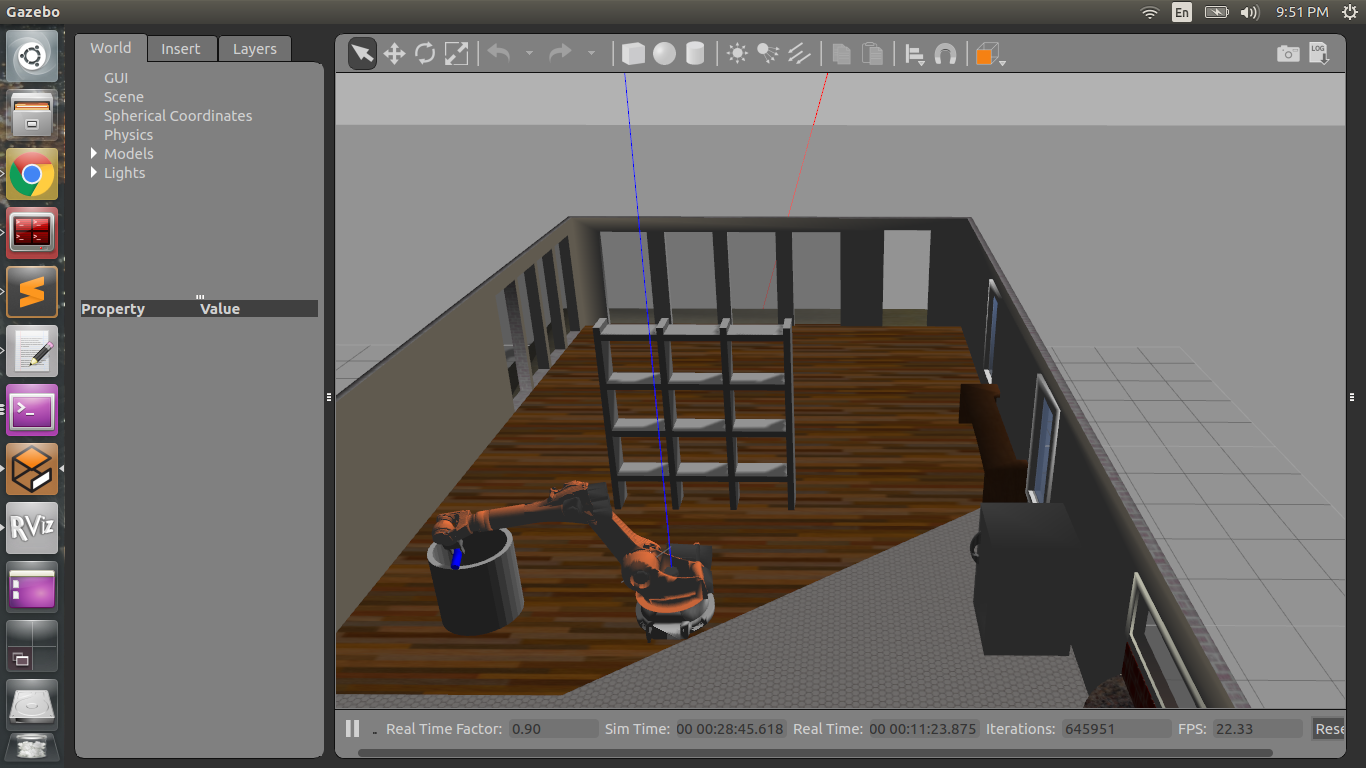 Gazebo
En
9:51 PM
World
Insert
Layers
LOG
GUI
Scene
Spherical Coordinates
Physics
Models
Lights
Property Value
RViz
Real Time Factor: 0.90 Sim Time: 00 00:28:45.618 Real Time: 00 00:11:23.875 Iterations: 645951 FPS: 22.33 Rese